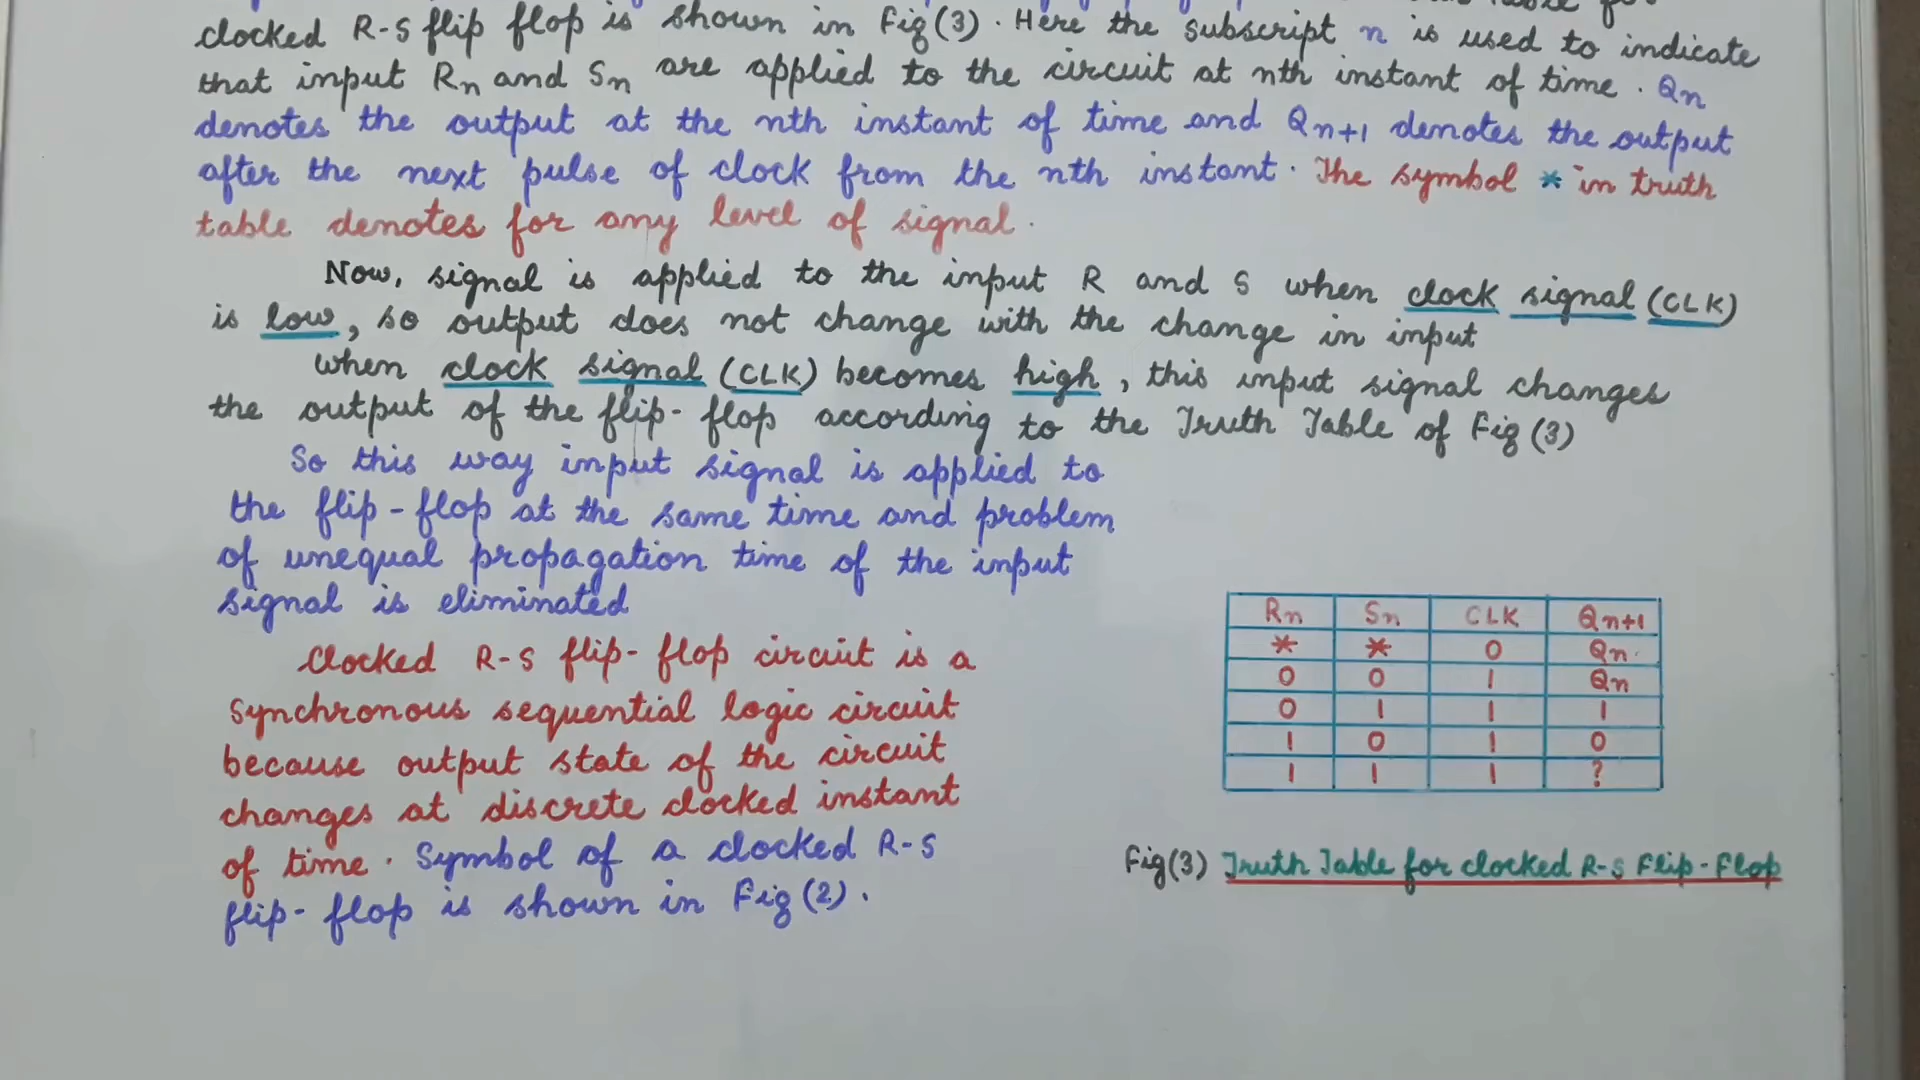 clocked R-S flip flop is shown in Fig(3). Here the subscript n is used to indicate
that input Rn and Sn are applied to the circuit at nth instant of time. Qn
denotes the output at the nth instant of time and Qn+1 denotes the output
after the next pulse of clock from the nth instant. The symbol * in truth
table denotes for any level of signal.
Now, signal is applied to the input R and S when clock signal (CLK)
is low, so output does not change with the change in input
when clock signal (CLK) becomes high, this input signal changes
the output of the flip-flop according to the Truth Table of Fig (3)
So this way input signal is applied to
the flip-flop at the same time and problem
of unequal propagation time of the input
signal is eliminated
Clocked R-S flip-flop circuit is a
synchronous sequential logic circuit
because output state of the circuit
changes at discrete clocked instant
of time. Symbol of a clocked R-S
flip-flop is shown in Fig (2).
Rn Sn CLK Qn+1
* * 0 Qn
0 0 1 Qn
0 1 1 1
1 0 1 0
1 1 1 ?
Fig(3) Truth Table for clocked R-S Flip-Flop